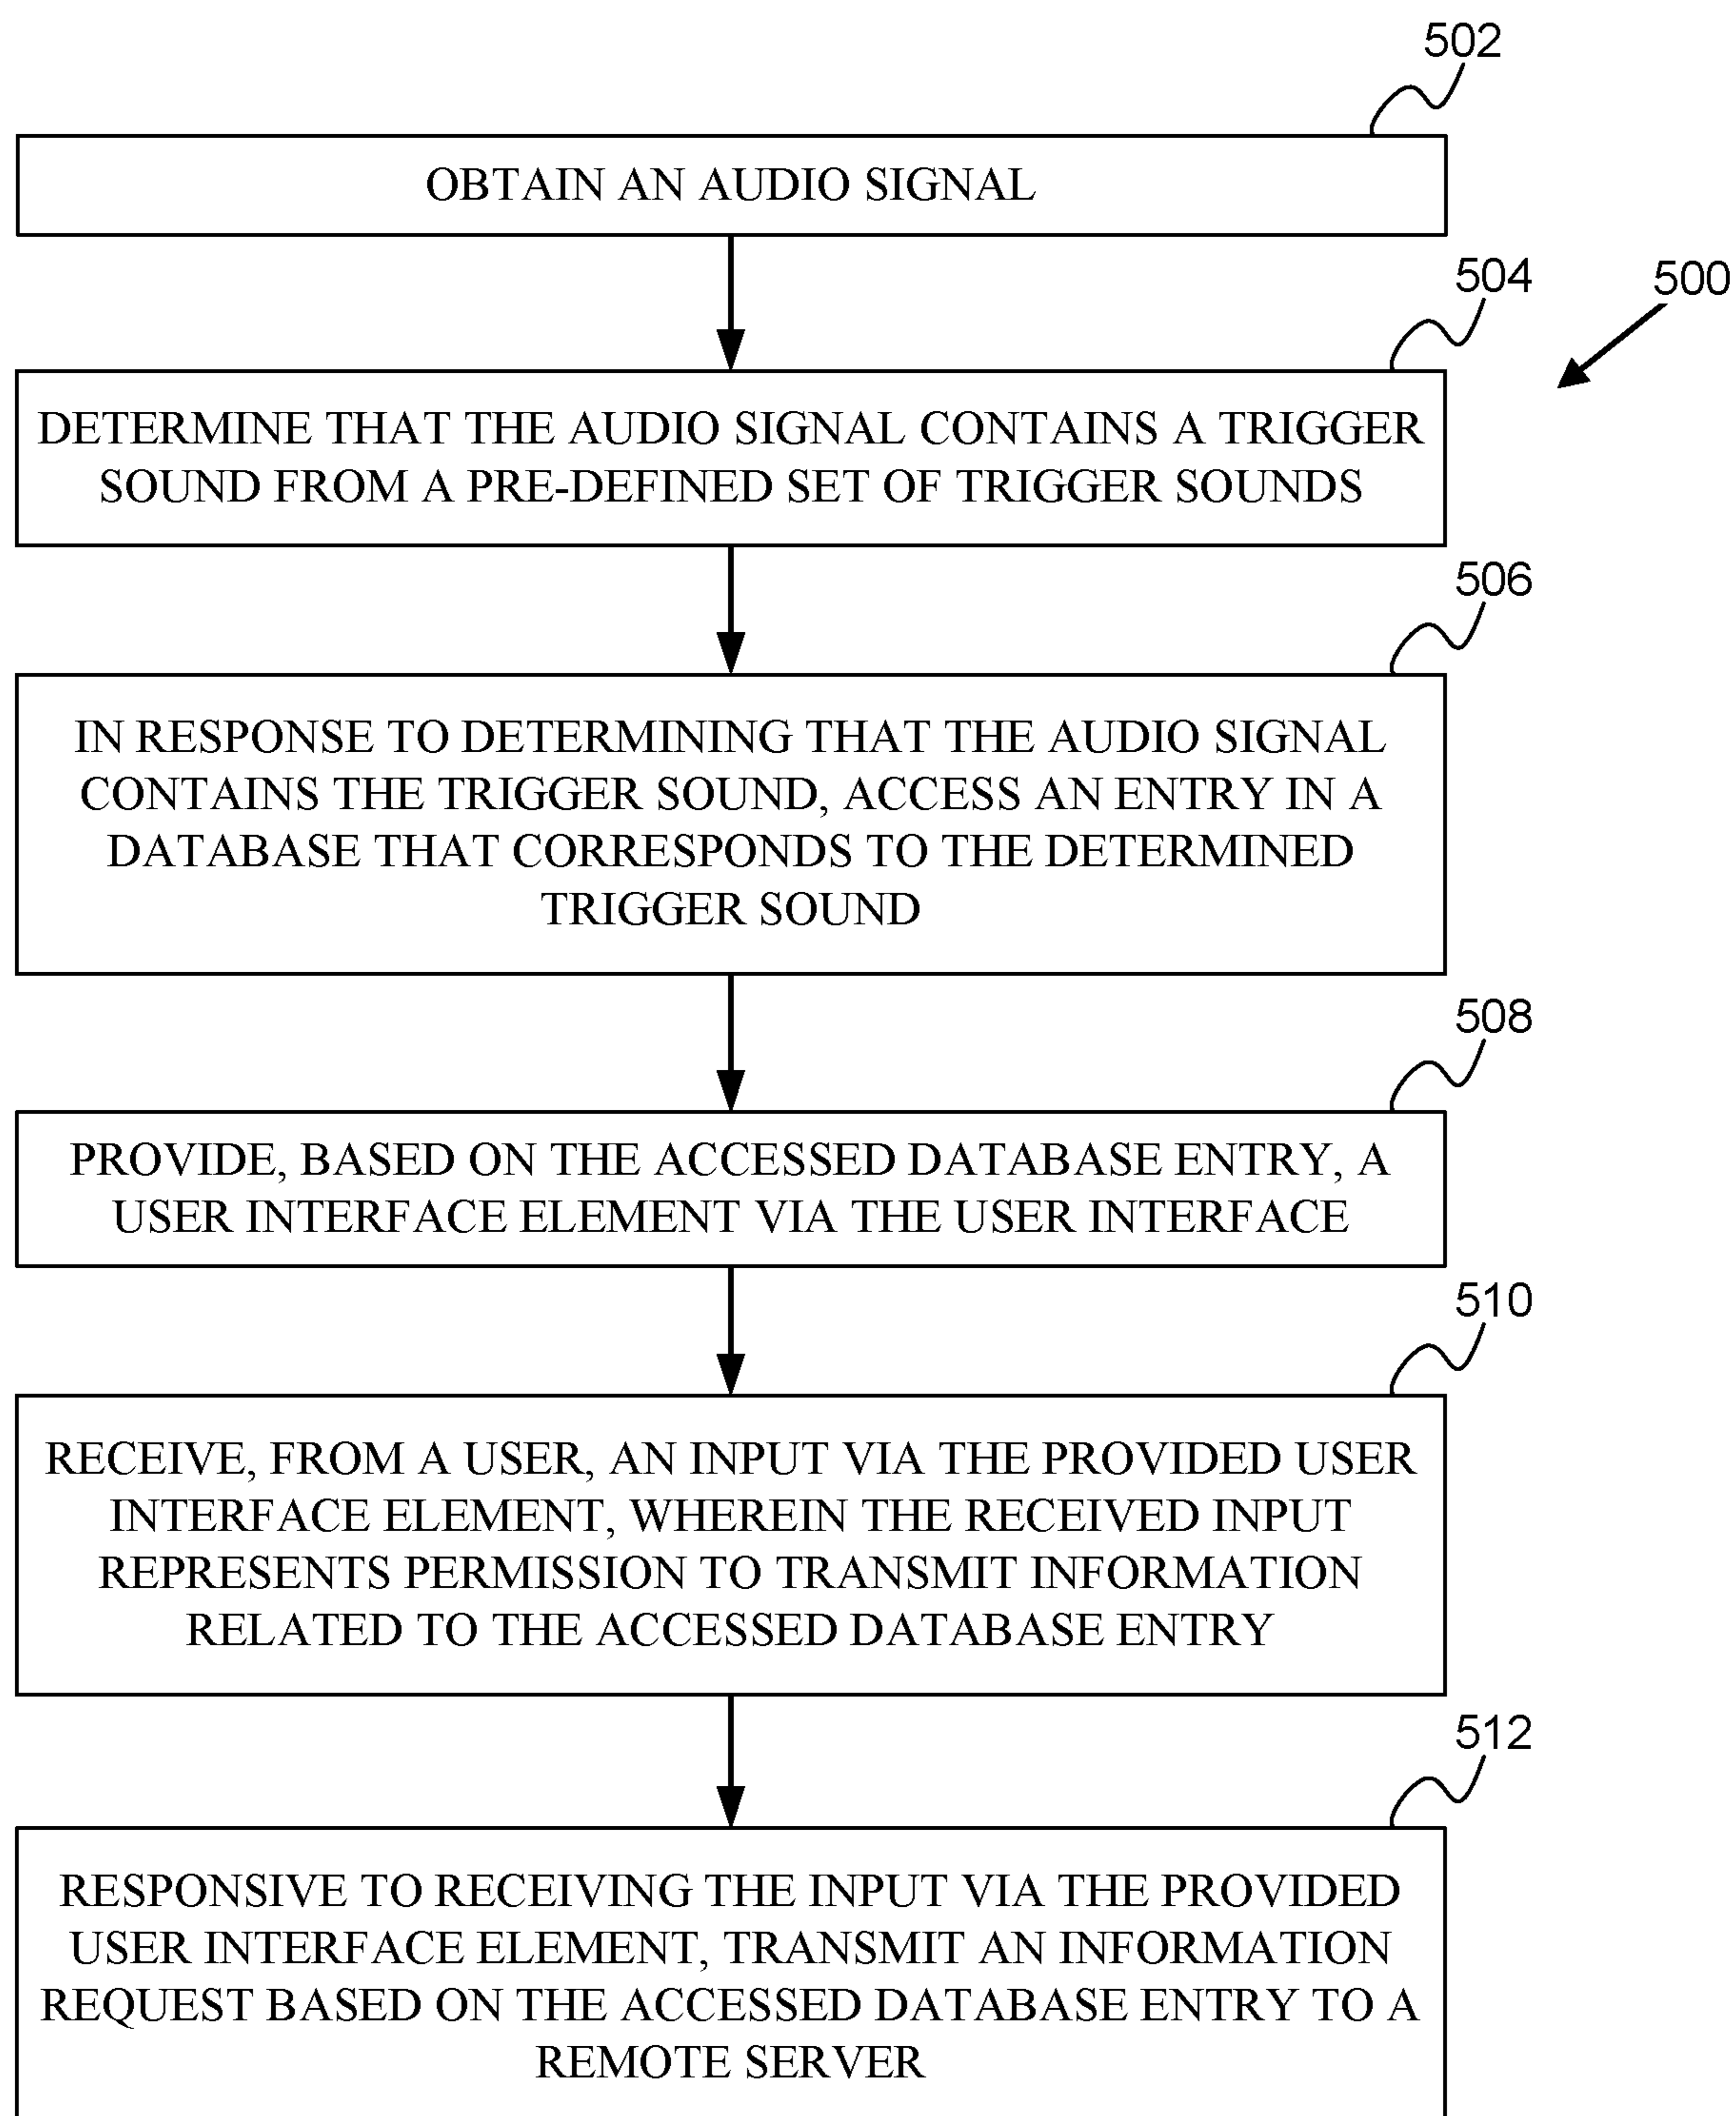 502
OBTAIN AN AUDIO SIGNAL
504
500
DETERMINE THAT THE AUDIO SIGNAL CONTAINS A TRIGGER
SOUND FROM A PRE-DEFINED SET OF TRIGGER SOUNDS
506
IN RESPONSE TO DETERMINING THAT THE AUDIO SIGNAL
CONTAINS THE TRIGGER SOUND, ACCESS AN ENTRY IN A
DATABASE THAT CORRESPONDS TO THE DETERMINED
TRIGGER SOUND
508
PROVIDE, BASED ON THE ACCESSED DATABASE ENTRY, A
USER INTERFACE ELEMENT VIA THE USER INTERFACE
510
RECEIVE, FROM A USER, AN INPUT VIA THE PROVIDED USER
INTERFACE ELEMENT, WHEREIN THE RECEIVED INPUT
REPRESENTS PERMISSION TO TRANSMIT INFORMATION
RELATED TO THE ACCESSED DATABASE ENTRY
512
RESPONSIVE TO RECEIVING THE INPUT VIA THE PROVIDED
USER INTERFACE ELEMENT, TRANSMIT AN INFORMATION
REQUEST BASED ON THE ACCESSED DATABASE ENTRY TO A
REMOTE SERVER